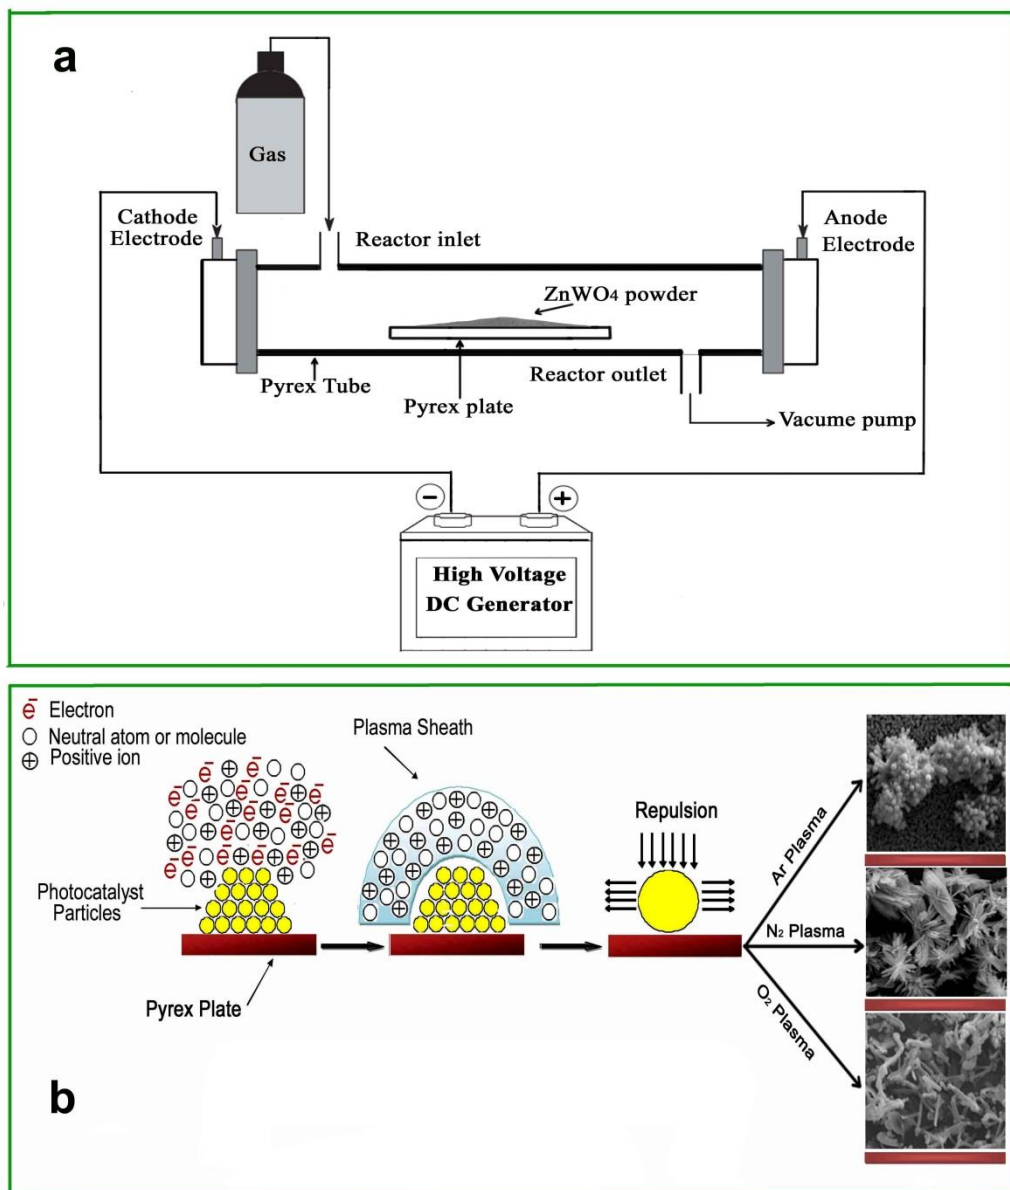 a
Gas
Cathode
Electrode
Reactor inlet
Anode
Electrode
ZnWO4 powder
Pyrex Tube
Pyrex plate
Reactor outlet
Vacume pump
−
+
High Voltage
DC Generator
e⁻ Electron
Neutral atom or molecule
+ Positive ion
Plasma Sheath
Photocatalyst
Particles
Pyrex Plate
Repulsion
Ar Plasma
N2 Plasma
O2 Plasma
b